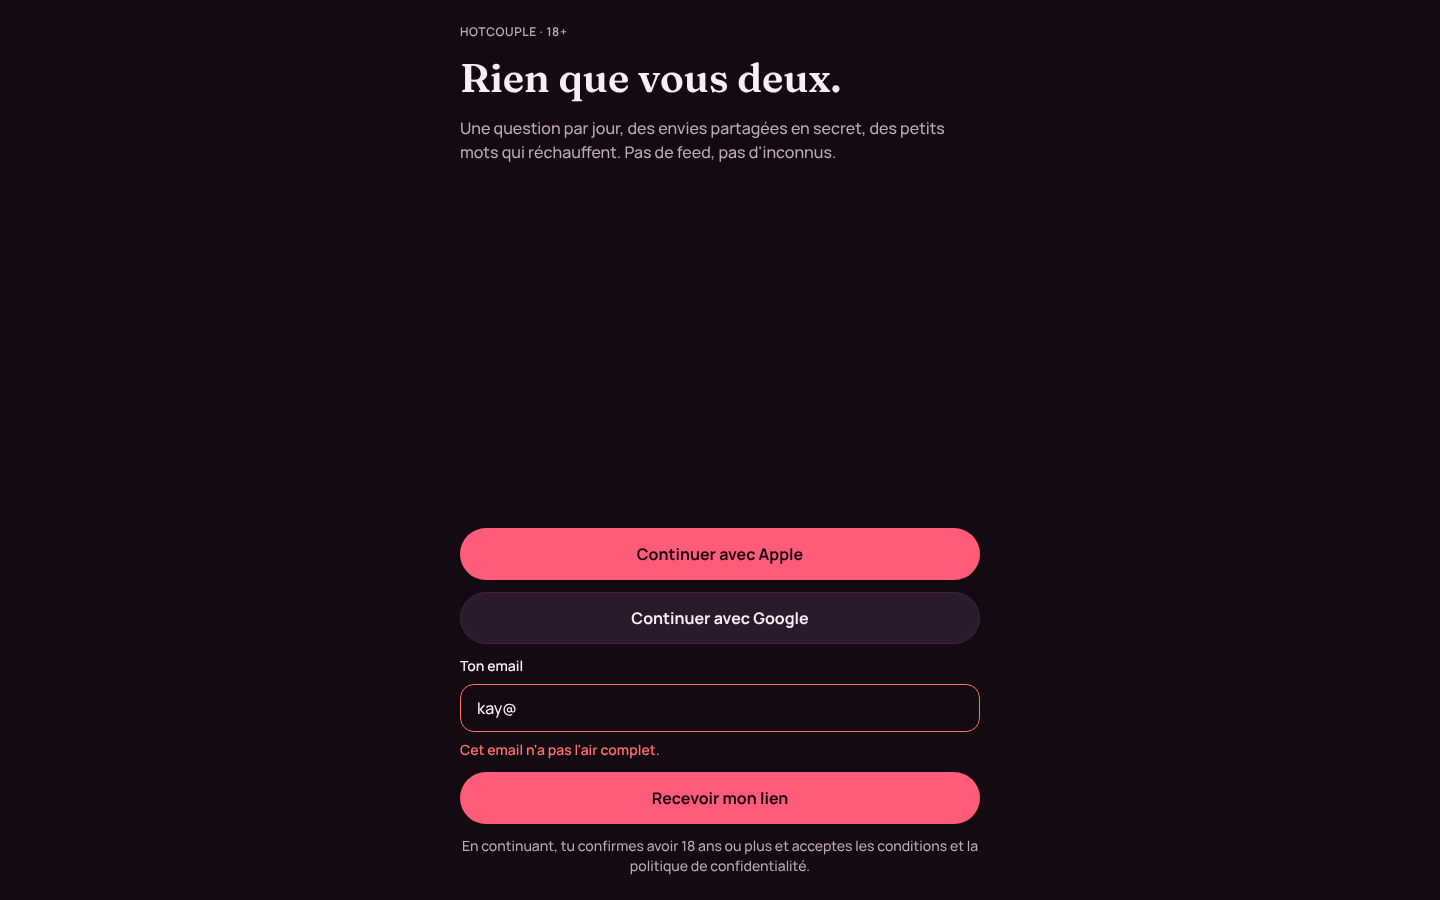 HOTCOUPLE · 18+
Rien que vous deux.
Une question par jour, des envies partagées en secret, des petits
mots qui réchauffent. Pas de feed, pas d'inconnus.
Continuer avec Apple
Continuer avec Google
Ton email
kay@
Cet email n'a pas l'air complet.
Recevoir mon lien
En continuant, tu confirmes avoir 18 ans ou plus et acceptes les conditions et la
politique de confidentialité.